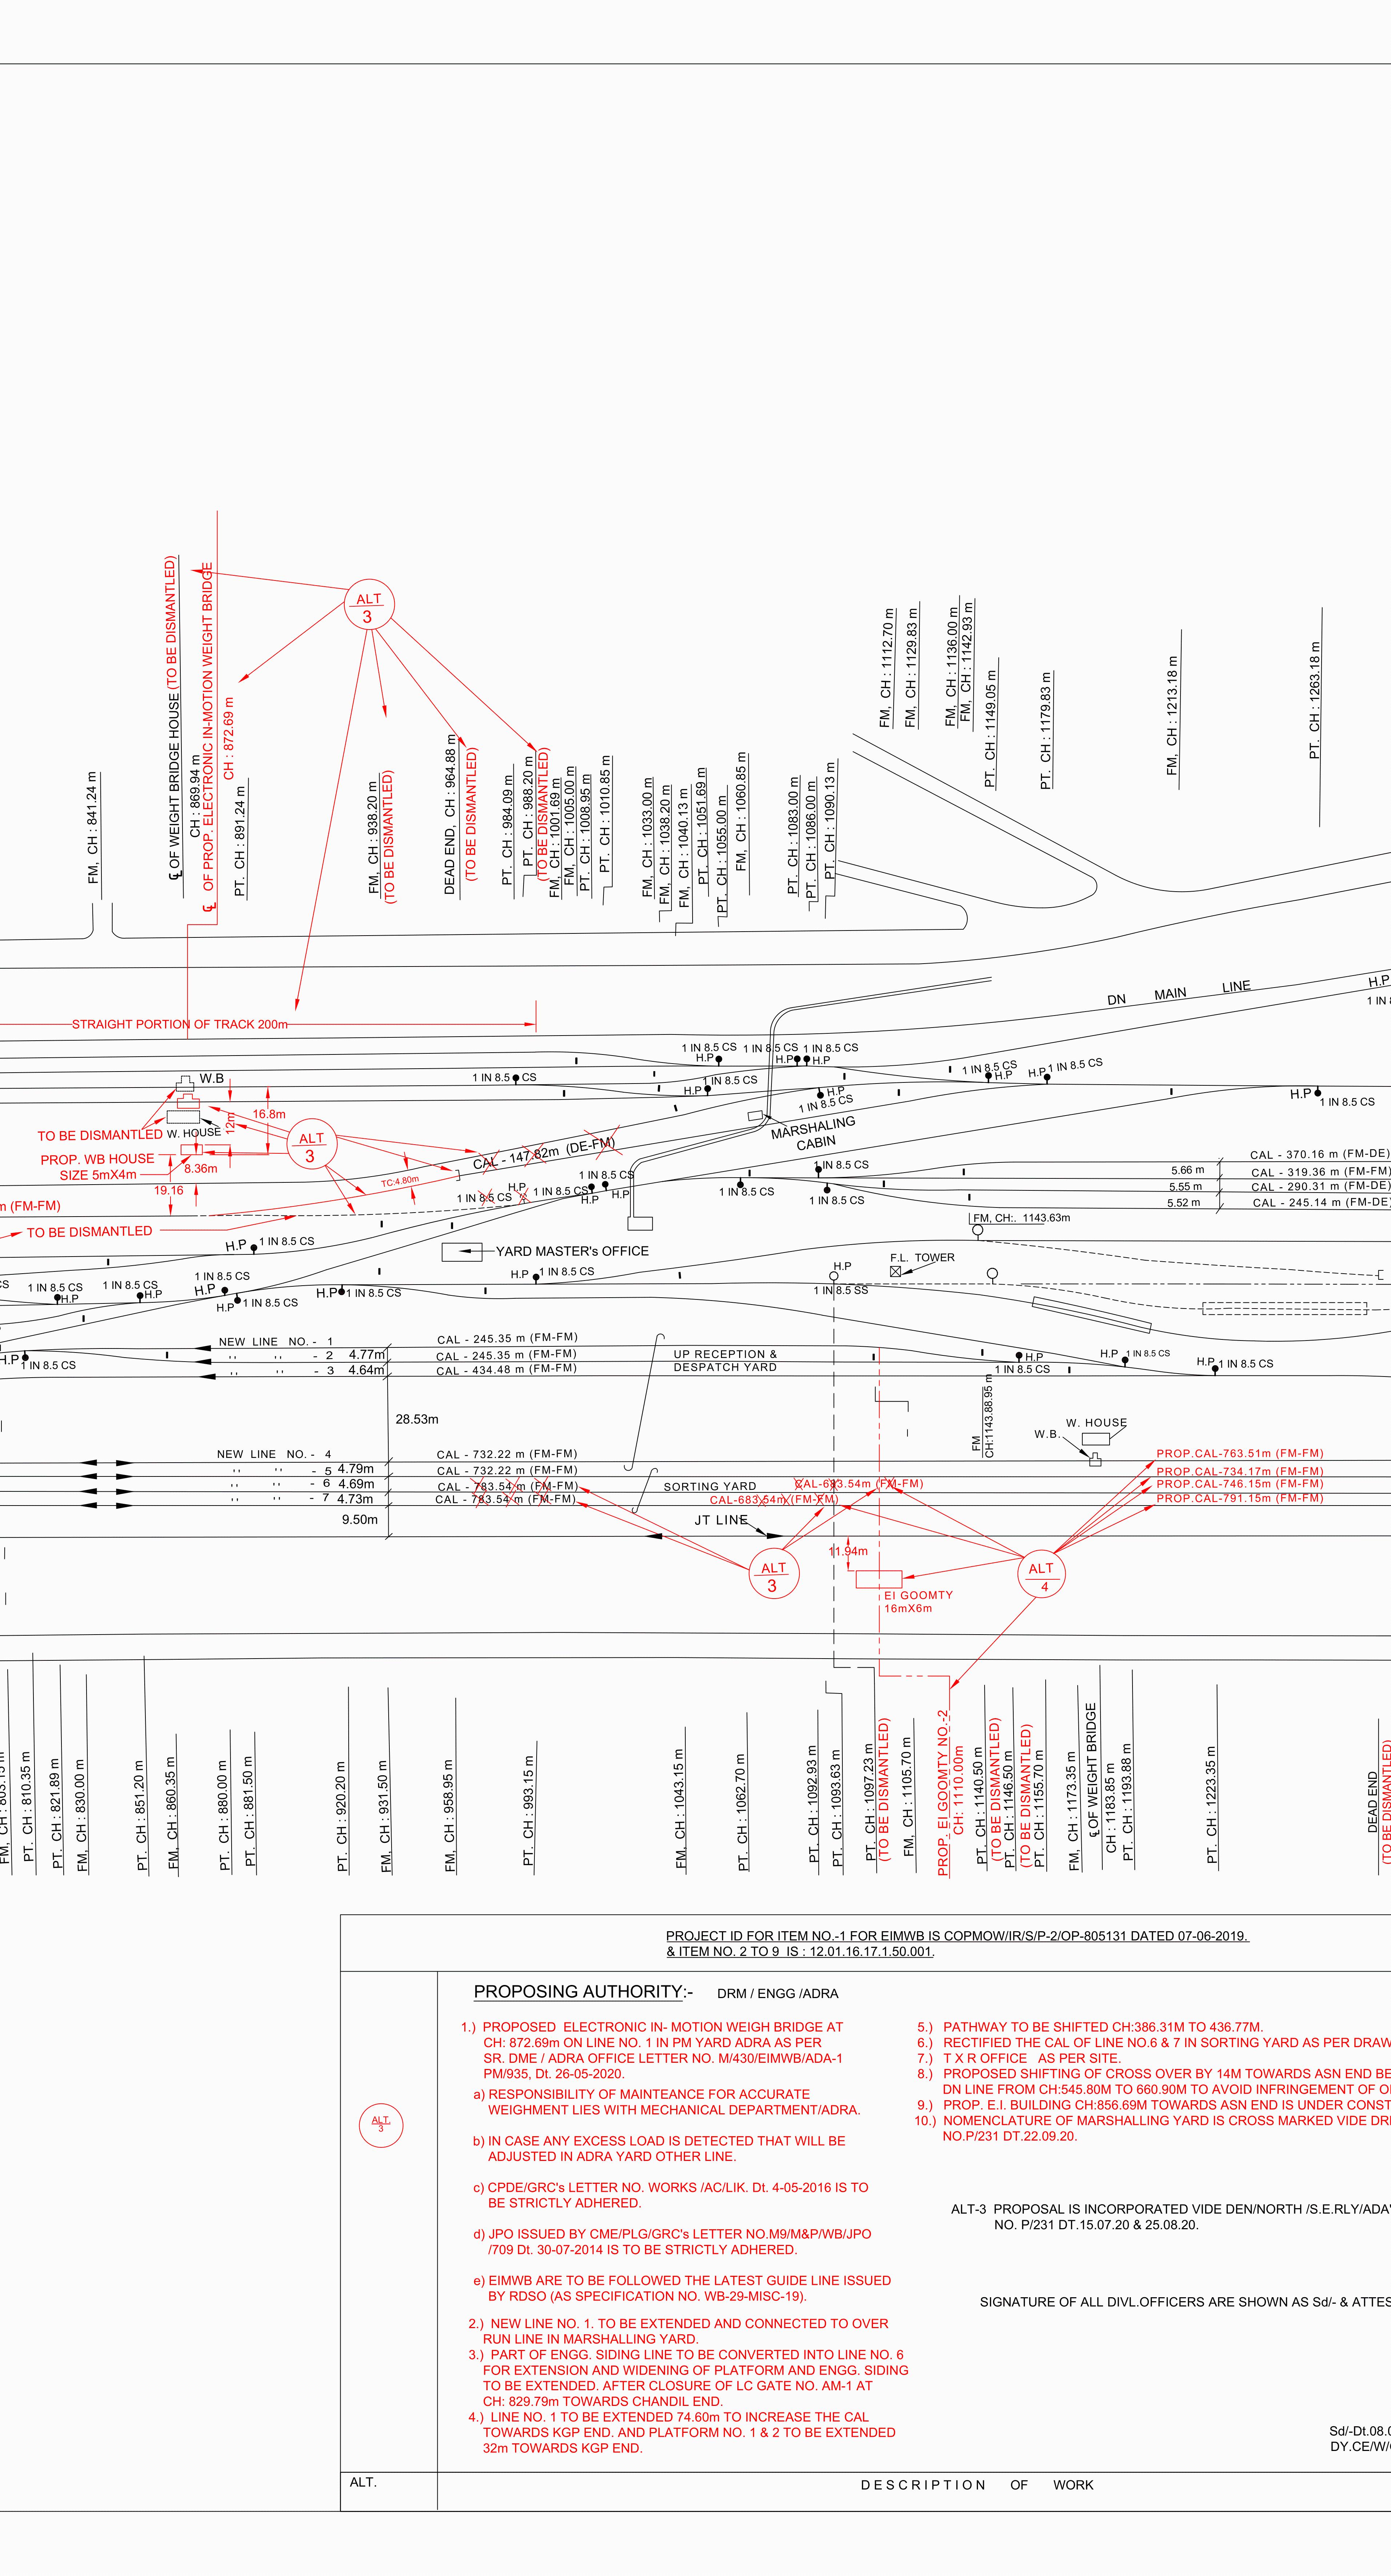 FM, CH : 841.24 m
℄ OF WEIGHT BRIDGE HOUSE (TO BE DISMANTLED)
CH : 869.94 m
℄ OF PROP. ELECTRONIC IN-MOTION WEIGHT BRIDGE
CH : 872.69 m
PT. CH : 891.24 m
ALT
3
FM, CH : 938.20 m
(TO BE DISMANTLED)
DEAD END, CH : 964.88 m
(TO BE DISMANTLED)
PT. CH : 984.09 m
PT. CH : 988.20 m
(TO BE DISMANTLED)
FM, CH : 1001.69 m
FM, CH : 1005.00 m
PT. CH : 1008.95 m
PT. CH : 1010.85 m
FM, CH : 1033.00 m
FM, CH : 1038.20 m
FM, CH : 1040.13 m
PT. CH : 1051.69 m
PT. CH : 1055.00 m
FM, CH : 1060.85 m
PT. CH : 1083.00 m
PT. CH : 1086.00 m
PT. CH : 1090.13 m
FM, CH : 1112.70 m
FM, CH : 1129.83 m
FM, CH : 1136.00 m
FM, CH : 1142.93 m
PT. CH : 1149.05 m
PT. CH : 1179.83 m
FM, CH : 1213.18 m
PT. CH : 1263.18 m
DN MAIN LINE
H.P
1 IN 8
STRAIGHT PORTION OF TRACK 200m
1 IN 8.5 CS 1 IN 8.5 CS 1 IN 8.5 CS
H.P H.P H.P
1 IN 8.5 CS
H.P H.P 1 IN 8.5 CS
W.B
1 IN 8.5 CS
1 IN 8.5 CS
H.P
H.P
1 IN 8.5 CS
H.P
1 IN 8.5 CS
12m
16.8m
TO BE DISMANTLED W. HOUSE
ALT
3
MARSHALING
CABIN
CAL - 147.82m (DE-FM)
PROP. WB HOUSE
SIZE 5mX4m
8.36m
19.16
TC:4.80m
CAL - 370.16 m (FM-DE)
5.66 m CAL - 319.36 m (FM-FM)
5.55 m CAL - 290.31 m (FM-DE)
5.52 m CAL - 245.14 m (FM-DE)
1 IN 8.5 CS
1 IN 8.5 CS
H.P
1 IN 8.5 CS 1 IN 8.5 CS
H.P H.P
1 IN 8.5 CS
1 IN 8.5 CS
m (FM-FM)
TO BE DISMANTLED
FM, CH:. 1143.63m
H.P 1 IN 8.5 CS
YARD MASTER's OFFICE
F.L. TOWER
H.P
1 IN 8.5 SS
CS 1 IN 8.5 CS
H.P
1 IN 8.5 CS
H.P
1 IN 8.5 CS
H.P
H.P 1 IN 8.5 CS
H.P 1 IN 8.5 CS
H.P 1 IN 8.5 CS
NEW LINE NO. - 1 CAL - 245.35 m (FM-FM)
,, ,, - 2 4.77m CAL - 245.35 m (FM-FM)
,, ,, - 3 4.64m CAL - 434.48 m (FM-FM)
UP RECEPTION &
DESPATCH YARD
H.P
1 IN 8.5 CS
H.P
1 IN 8.5 CS
H.P 1 IN 8.5 CS
H.P 1 IN 8.5 CS
28.53m
FM
CH:1143.88.95 m
W. HOUSE
W.B.
NEW LINE NO. - 4 CAL - 732.22 m (FM-FM)
,, ,, - 5 4.79m CAL - 732.22 m (FM-FM)
,, ,, - 6 4.69m CAL - 783.54 m (FM-FM)
,, ,, - 7 4.73m CAL - 783.54 m (FM-FM)
SORTING YARD CAL-683.54m (FM-FM)
CAL-683.54m (FM-FM)
PROP.CAL-763.51m (FM-FM)
PROP.CAL-734.17m (FM-FM)
PROP.CAL-746.15m (FM-FM)
PROP.CAL-791.15m (FM-FM)
9.50m
JT LINE
ALT
3
11.94m
ALT
4
EI GOOMTY
16mX6m
FM, CH : 803.15 m
PT. CH : 810.35 m
PT. CH : 821.89 m
FM, CH : 830.00 m
PT. CH : 851.20 m
FM, CH : 860.35 m
PT. CH : 880.00 m
PT. CH : 881.50 m
PT. CH : 920.20 m
FM, CH : 931.50 m
FM, CH : 958.95 m
PT. CH : 993.15 m
FM, CH : 1043.15 m
PT. CH : 1062.70 m
PT. CH : 1092.93 m
PT. CH : 1093.63 m
PT. CH : 1097.23 m
(TO BE DISMANTLED)
FM, CH : 1105.70 m
PROP. EI GOOMTY NO.-2
CH: 1110.00m
PT. CH : 1140.50 m
(TO BE DISMANTLED)
PT. CH : 1146.50 m
(TO BE DISMANTLED)
PT. CH : 1155.70 m
FM, CH : 1173.35 m
℄ OF WEIGHT BRIDGE
CH : 1183.85 m
PT. CH : 1193.88 m
PT. CH : 1223.35 m
DEAD END
(TO BE DISMANTLED)
PROJECT ID FOR ITEM NO.-1 FOR EIMWB IS COPMOW/IR/S/P-2/OP-805131 DATED 07-06-2019.
& ITEM NO. 2 TO 9 IS : 12.01.16.17.1.50.001.
PROPOSING AUTHORITY:- DRM / ENGG /ADRA
ALT.
3
1.) PROPOSED ELECTRONIC IN- MOTION WEIGH BRIDGE AT
CH: 872.69m ON LINE NO. 1 IN PM YARD ADRA AS PER
SR. DME / ADRA OFFICE LETTER NO. M/430/EIMWB/ADA-1
PM/935, Dt. 26-05-2020.
a) RESPONSIBILITY OF MAINTEANCE FOR ACCURATE
WEIGHMENT LIES WITH MECHANICAL DEPARTMENT/ADRA.
b) IN CASE ANY EXCESS LOAD IS DETECTED THAT WILL BE
ADJUSTED IN ADRA YARD OTHER LINE.
c) CPDE/GRC's LETTER NO. WORKS /AC/LIK. Dt. 4-05-2016 IS TO
BE STRICTLY ADHERED.
d) JPO ISSUED BY CME/PLG/GRC's LETTER NO.M9/M&P/WB/JPO
/709 Dt. 30-07-2014 IS TO BE STRICTLY ADHERED.
e) EIMWB ARE TO BE FOLLOWED THE LATEST GUIDE LINE ISSUED
BY RDSO (AS SPECIFICATION NO. WB-29-MISC-19).
2.) NEW LINE NO. 1. TO BE EXTENDED AND CONNECTED TO OVER
RUN LINE IN MARSHALLING YARD.
3.) PART OF ENGG. SIDING LINE TO BE CONVERTED INTO LINE NO. 6
FOR EXTENSION AND WIDENING OF PLATFORM AND ENGG. SIDING
TO BE EXTENDED. AFTER CLOSURE OF LC GATE NO. AM-1 AT
CH: 829.79m TOWARDS CHANDIL END.
4.) LINE NO. 1 TO BE EXTENDED 74.60m TO INCREASE THE CAL
TOWARDS KGP END. AND PLATFORM NO. 1 & 2 TO BE EXTENDED
32m TOWARDS KGP END.
5.) PATHWAY TO BE SHIFTED CH:386.31M TO 436.77M.
6.) RECTIFIED THE CAL OF LINE NO.6 & 7 IN SORTING YARD AS PER DRAW
7.) T X R OFFICE AS PER SITE.
8.) PROPOSED SHIFTING OF CROSS OVER BY 14M TOWARDS ASN END BE
DN LINE FROM CH:545.80M TO 660.90M TO AVOID INFRINGEMENT OF O
9.) PROP. E.I. BUILDING CH:856.69M TOWARDS ASN END IS UNDER CONST
10.) NOMENCLATURE OF MARSHALLING YARD IS CROSS MARKED VIDE DR
NO.P/231 DT.22.09.20.
ALT-3 PROPOSAL IS INCORPORATED VIDE DEN/NORTH /S.E.RLY/ADA'
NO. P/231 DT.15.07.20 & 25.08.20.
SIGNATURE OF ALL DIVL.OFFICERS ARE SHOWN AS Sd/- & ATTES
Sd/-Dt.08.0
DY.CE/W/
ALT.
DESCRIPTION OF WORK